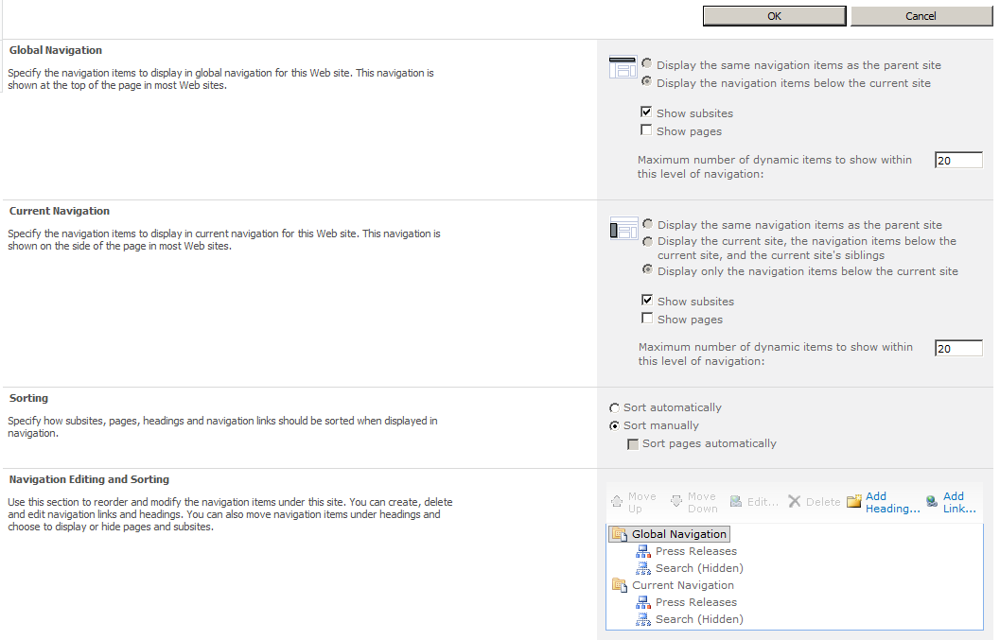 OK
Cancel
Global Navigation
Specify the navigation items to display in global navigation for this Web site. This navigation is
shown at the top of the page in most Web sites.
Display the same navigation items as the parent site
Display the navigation items below the current site
Show subsites
Show pages
Maximum number of dynamic items to show within
this level of navigation:
20
Current Navigation
Specify the navigation items to display in current navigation for this Web site. This navigation is
shown on the side of the page in most Web sites.
Display the same navigation items as the parent site
Display the current site, the navigation items below the
current site, and the current site's siblings
Display only the navigation items below the current site
Show subsites
Show pages
Maximum number of dynamic items to show within
this level of navigation:
20
Sorting
Specify how subsites, pages, headings and navigation links should be sorted when displayed in
navigation.
Sort automatically
Sort manually
Sort pages automatically
Navigation Editing and Sorting
Use this section to reorder and modify the navigation items under this site. You can create, delete
and edit navigation links and headings. You can also move navigation items under headings and
choose to display or hide pages and subsites.
Move
Up
Move
Down
Edit...
Delete
Add
Heading...
Add
Link...
Global Navigation
Press Releases
Search (Hidden)
Current Navigation
Press Releases
Search (Hidden)